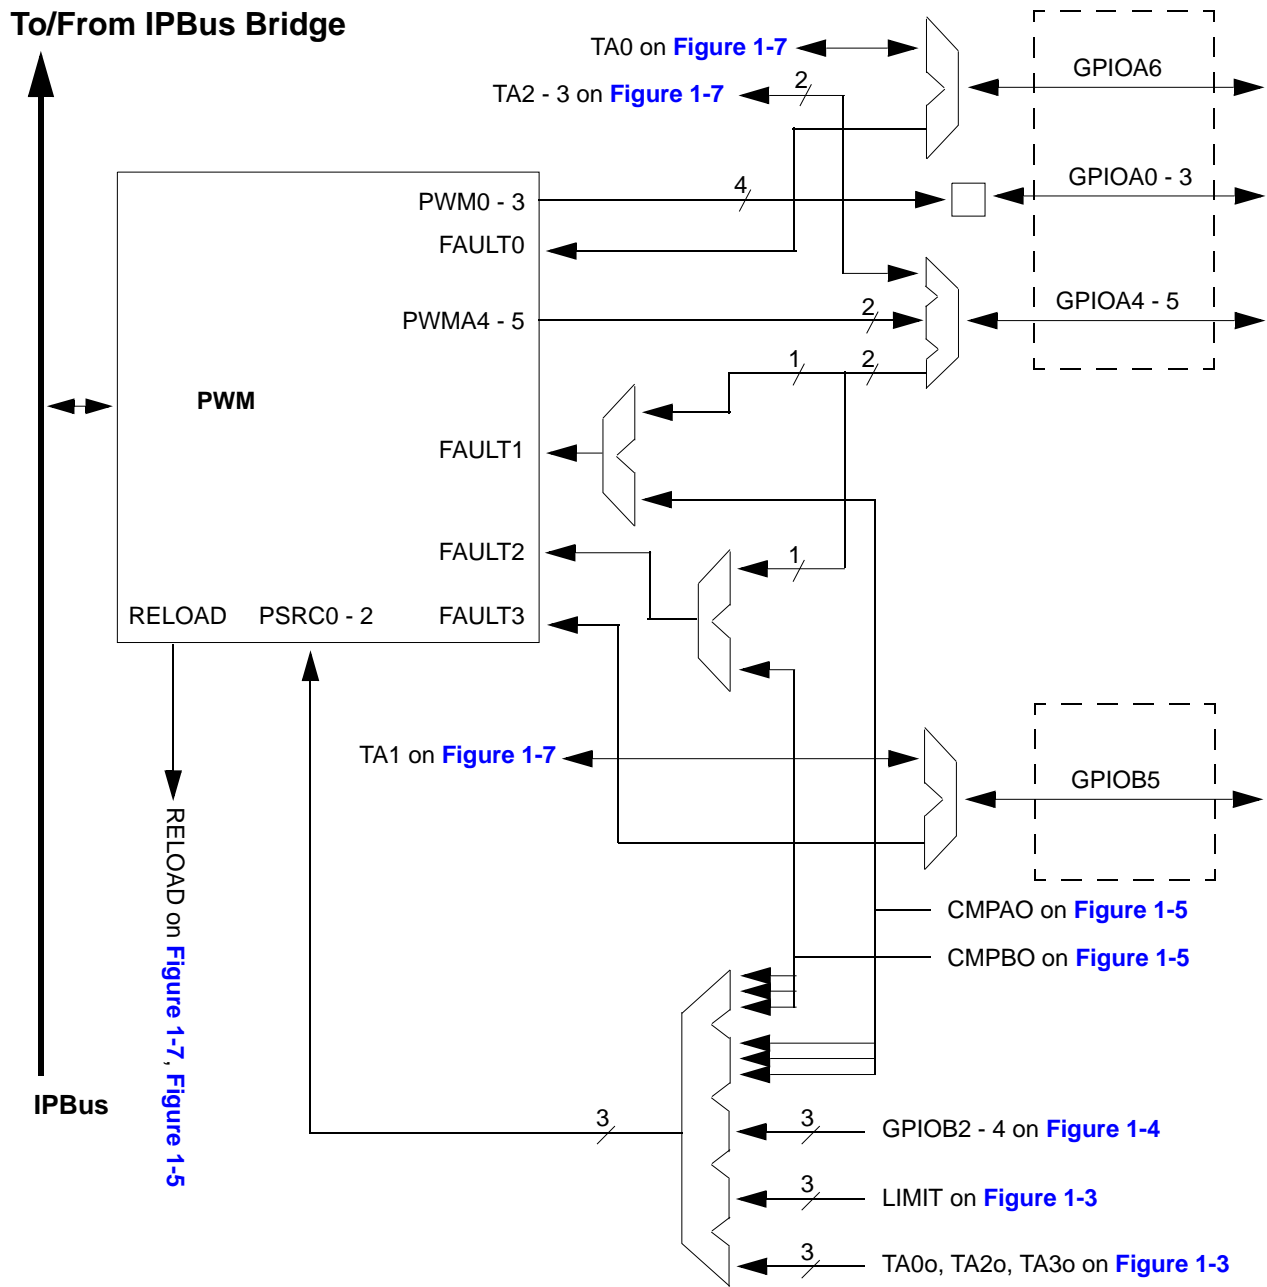 To/From IPBus Bridge
TA0 on Figure 1-7
TA2 - 3 on Figure 1-7
2
GPIOA6
PWM0 - 3
4
GPIOA0 - 3
FAULT0
PWMA4 - 5
2
GPIOA4 - 5
1
2
PWM
FAULT1
FAULT2
1
RELOAD
PSRC0 - 2
FAULT3
TA1 on Figure 1-7
GPIOB5
RELOAD on Figure 1-7, Figure 1-5
CMPAO on Figure 1-5
CMPBO on Figure 1-5
IPBus
3
3
GPIOB2 - 4 on Figure 1-4
3
LIMIT on Figure 1-3
3
TA0o, TA2o, TA3o on Figure 1-3